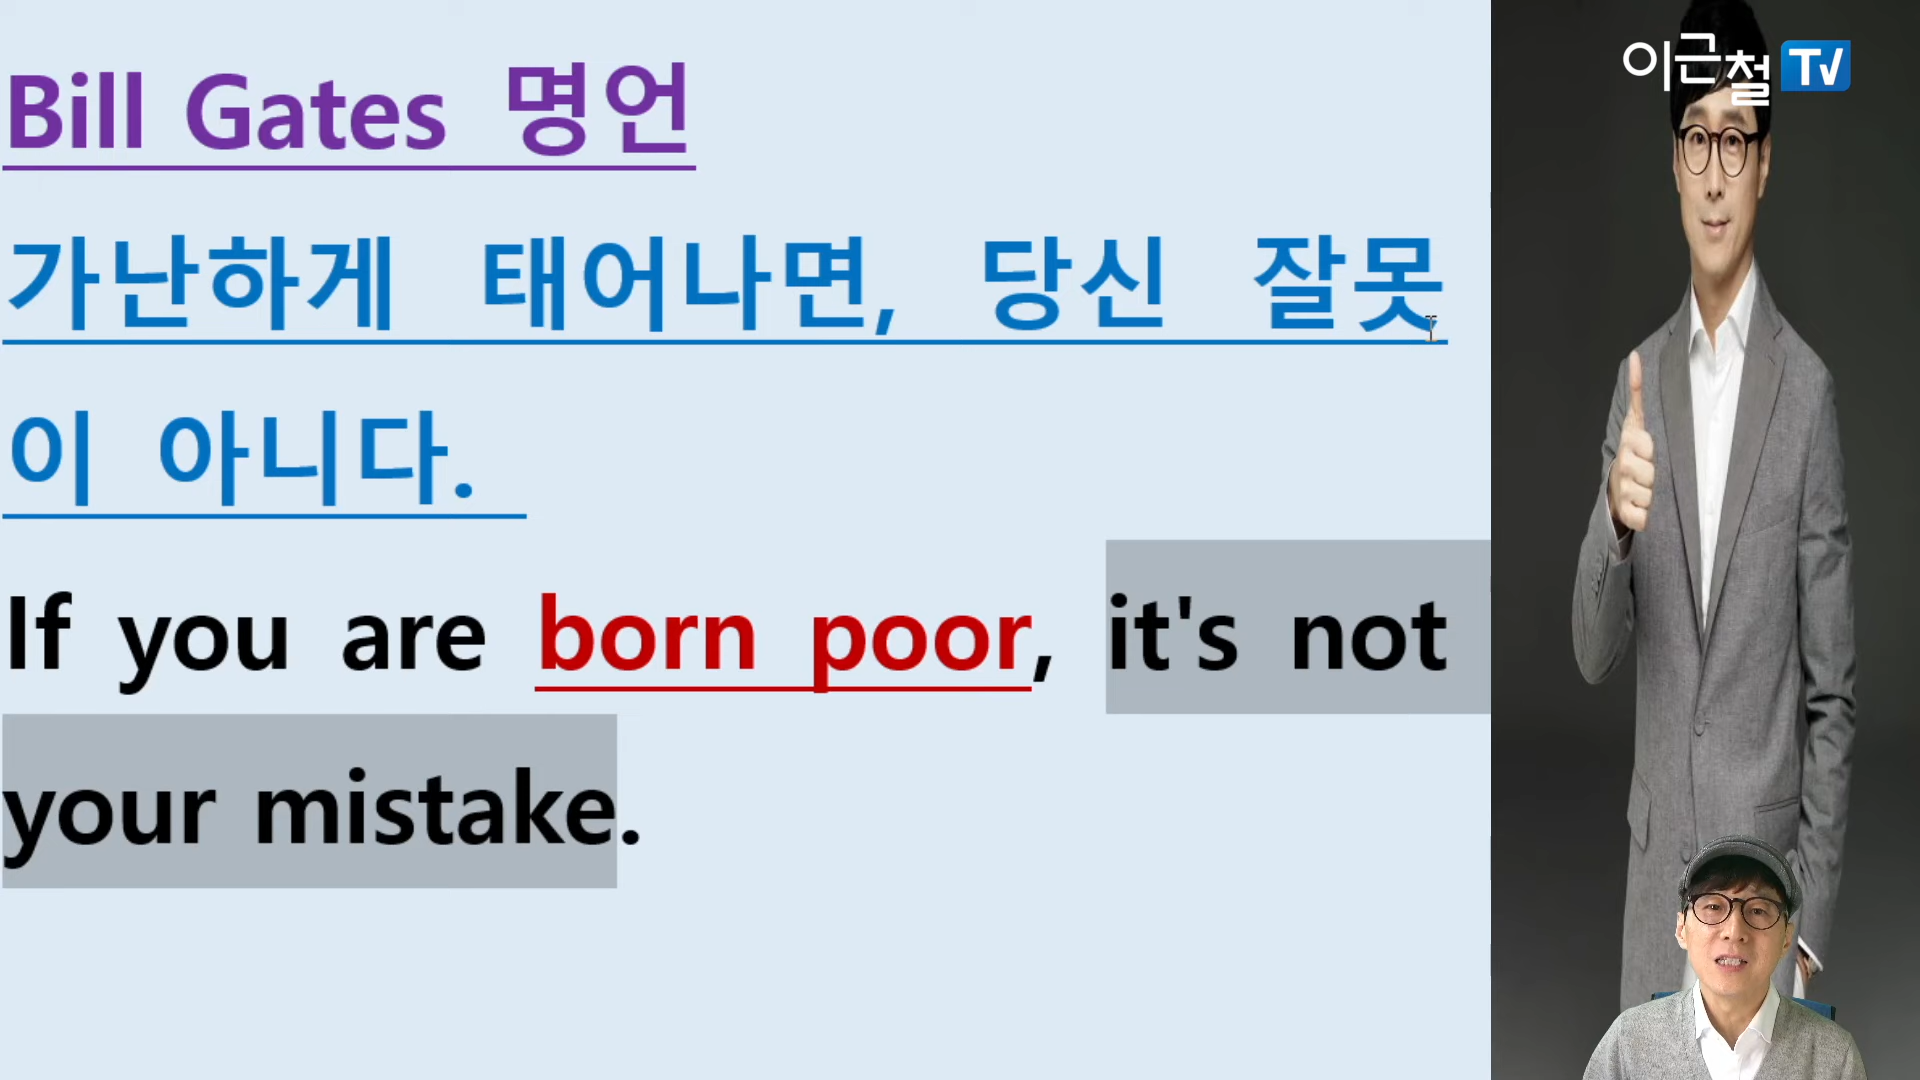 Bill Gates 명언
가난하게 태어나면, 당신 잘못
이 아니다.
If you are born poor, it's not
your mistake.
이근철 TV